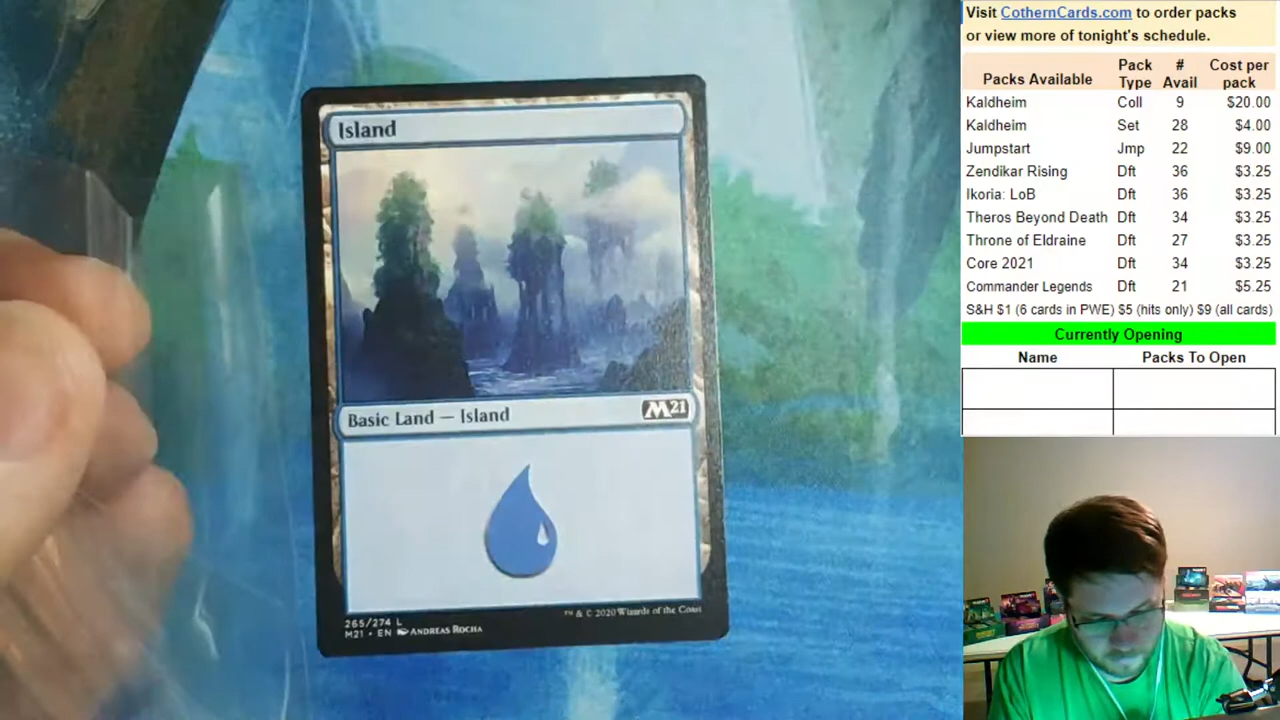 Island
Basic Land — Island
M21
265/274 L
M21 • EN ANDREAS ROCHA
™ & © 2020 Wizards of the Coast
Visit CothernCards.com to order packs
or view more of tonight's schedule.
Packs Available Pack Type # Avail Cost per pack
Kaldheim Coll 9 $20.00
Kaldheim Set 28 $4.00
Jumpstart Jmp 22 $9.00
Zendikar Rising Dft 36 $3.25
Ikoria: LoB Dft 36 $3.25
Theros Beyond Death Dft 34 $3.25
Throne of Eldraine Dft 27 $3.25
Core 2021 Dft 34 $3.25
Commander Legends Dft 21 $5.25
S&H $1 (6 cards in PWE) $5 (hits only) $9 (all cards)
Currently Opening
Name Packs To Open